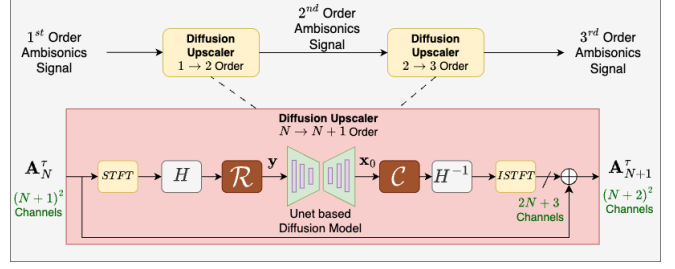 1st Order
Ambisonics
Signal
Diffusion
Upscaler
1 → 2 Order
2nd Order
Ambisonics
Signal
Diffusion
Upscaler
2 → 3 Order
3rd Order
Ambisonics
Signal
Diffusion Upscaler
N → N + 1 Order
A_N^τ
(N + 1)²
Channels
STFT
H
R
y
Unet based
Diffusion Model
x₀
C
H⁻¹
ISTFT
2N + 3
Channels
A_{N+1}^τ
(N + 2)²
Channels